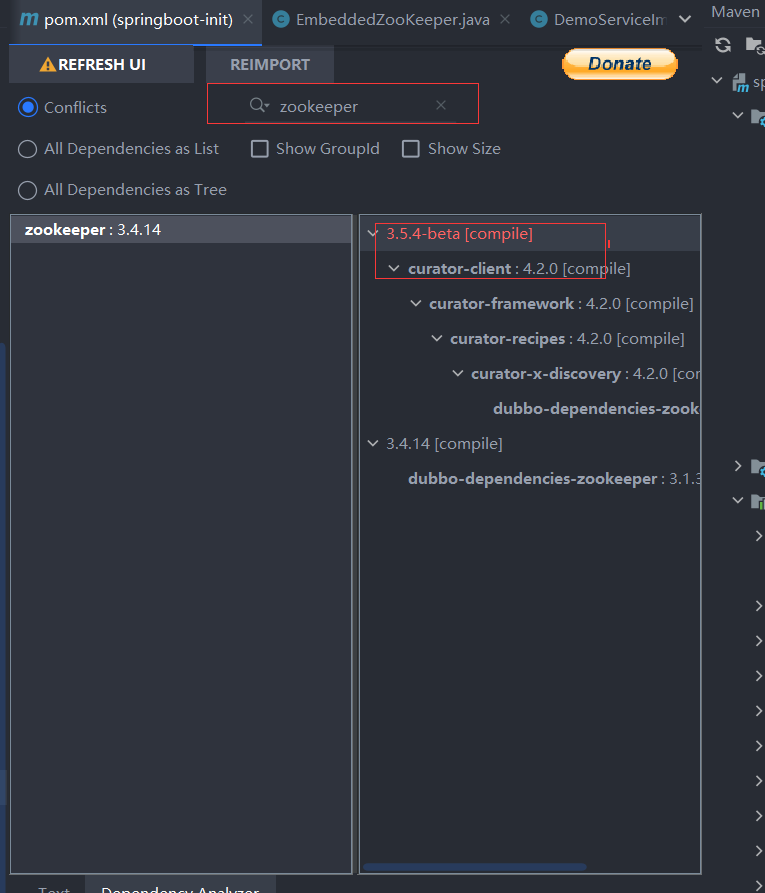 m pom.xml (springboot-init)
C EmbeddedZooKeeper.java
C DemoServiceIm
Maven
REFRESH UI
REIMPORT
Donate
Conflicts
zookeeper
All Dependencies as List
Show GroupId
Show Size
All Dependencies as Tree
zookeeper : 3.4.14
3.5.4-beta [compile]
curator-client : 4.2.0 [compile]
curator-framework : 4.2.0 [compile]
curator-recipes : 4.2.0 [compile]
curator-x-discovery : 4.2.0 [con
dubbo-dependencies-zook
3.4.14 [compile]
dubbo-dependencies-zookeeper : 3.1.3
sp
Text
Dependency Analyzer